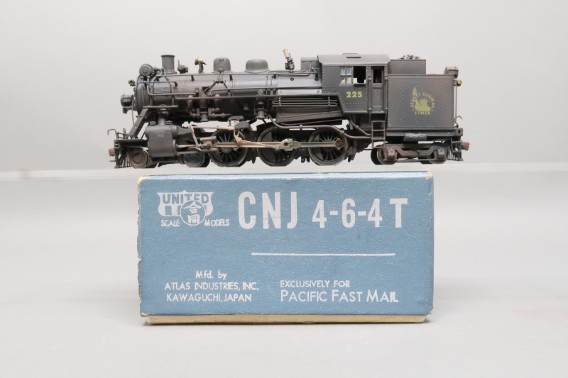 225
UNITED
SCALE MODELS
CNJ 4-6-4T
Mfd. by
ATLAS INDUSTRIES, INC.
KAWAGUCHI, JAPAN
EXCLUSIVELY FOR
PACIFIC FAST MAIL